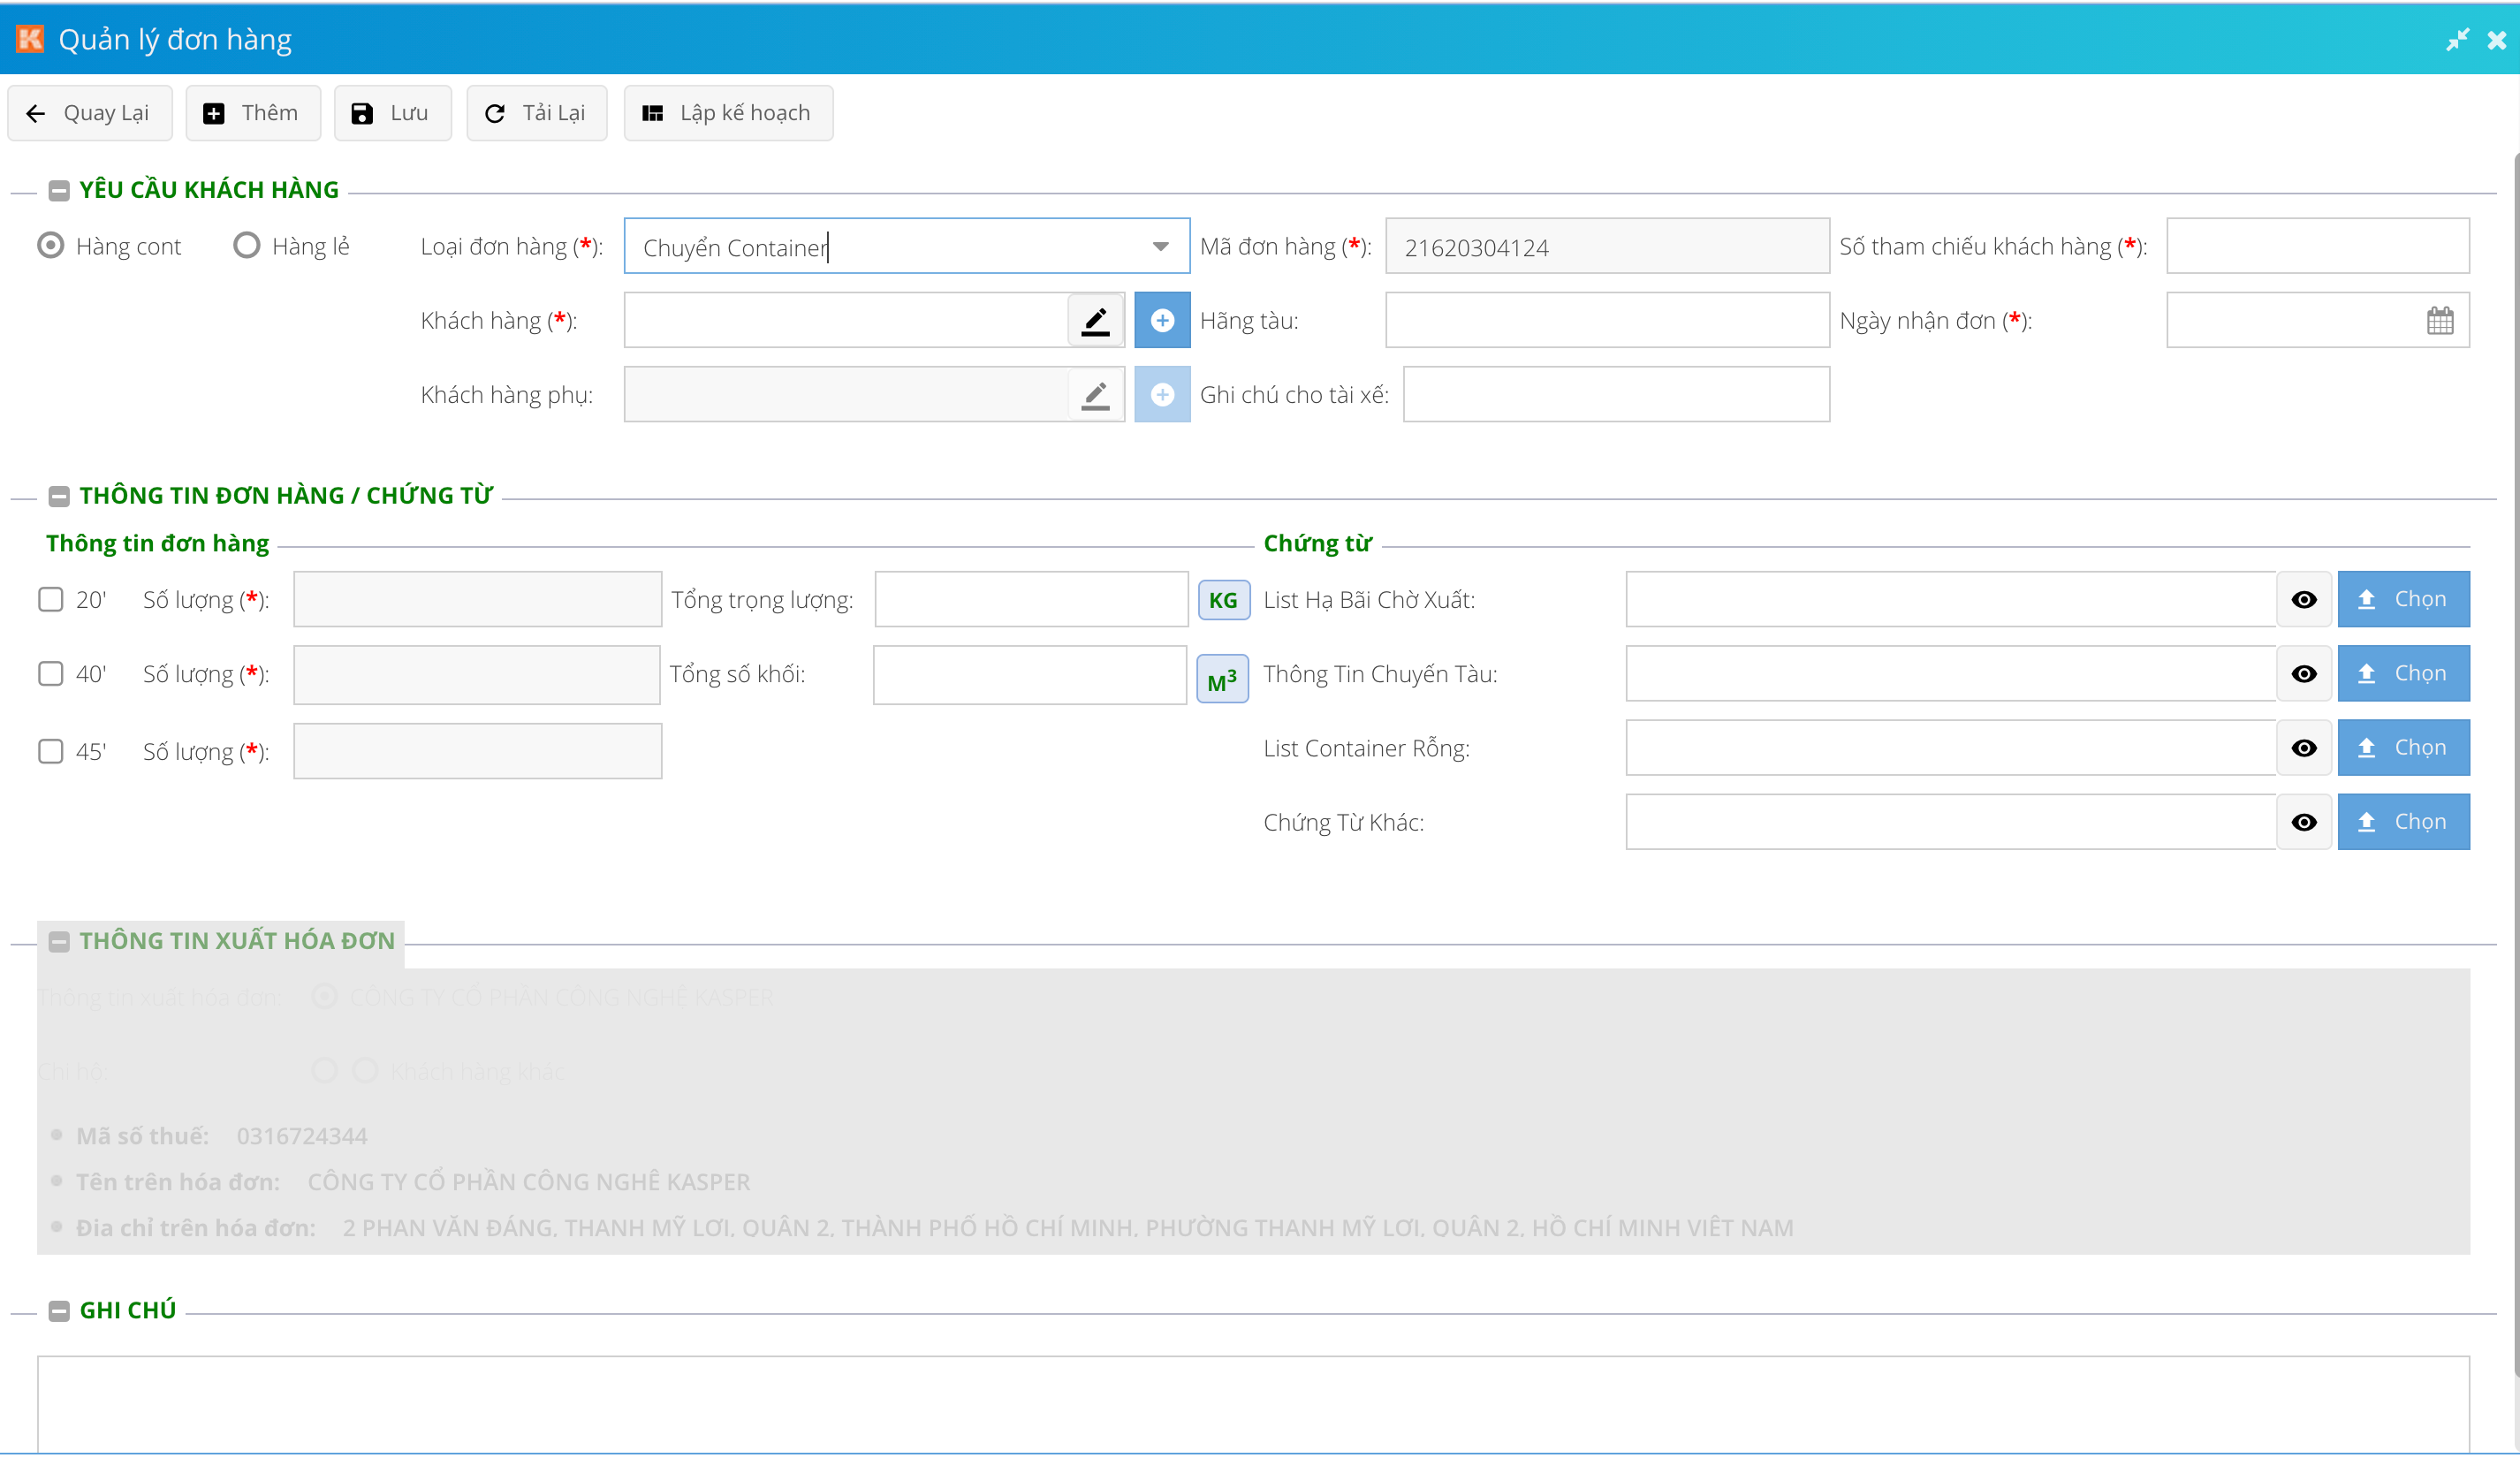 Quản lý đơn hàng
Quay Lại Thêm Lưu Tải Lại Lập kế hoạch
YÊU CẦU KHÁCH HÀNG
Hàng cont Hàng lẻ Loại đơn hàng (*): Chuyển Container Mã đơn hàng (*): 21620304124 Số tham chiếu khách hàng (*):
Khách hàng (*): Hãng tàu: Ngày nhận đơn (*):
Khách hàng phụ: Ghi chú cho tài xế:
THÔNG TIN ĐƠN HÀNG / CHỨNG TỪ
Thông tin đơn hàng Chứng từ
20' Số lượng (*): Tổng trọng lượng: KG List Hạ Bãi Chờ Xuất: Chọn
40' Số lượng (*): Tổng số khối: M³ Thông Tin Chuyến Tàu: Chọn
45' Số lượng (*): List Container Rỗng: Chọn
Chứng Từ Khác: Chọn
THÔNG TIN XUẤT HÓA ĐƠN
Thông tin xuất hóa đơn: CÔNG TY CỔ PHẦN CÔNG NGHỆ KASPER
Chi hộ: Khách hàng khác
Mã số thuế: 0316724344
Tên trên hóa đơn: CÔNG TY CỔ PHẦN CÔNG NGHỆ KASPER
Địa chỉ trên hóa đơn: 2 PHAN VĂN ĐÁNG, THẠNH MỸ LỢI, QUẬN 2, THÀNH PHỐ HỒ CHÍ MINH, PHƯỜNG THẠNH MỸ LỢI, QUẬN 2, HỒ CHÍ MINH VIỆT NAM
GHI CHÚ